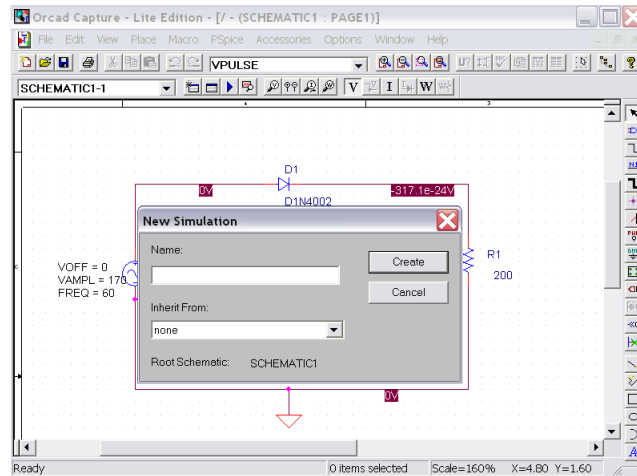 Orcad Capture - Lite Edition - [/ - (SCHEMATIC1 : PAGE1)]
File Edit View Place Macro PSpice Accessories Options Window Help
VPULSE
U?
SCHEMATIC1-1
V I W
D1
0V
-317.1e-24V
D1N4002
New Simulation
Name:
Create
Cancel
Inherit From:
none
Root Schematic: SCHEMATIC1
VOFF = 0
VAMPL = 170
FREQ = 60
R1
200
0V
A
Ready
0 items selected Scale=160% X=4.80 Y=1.60